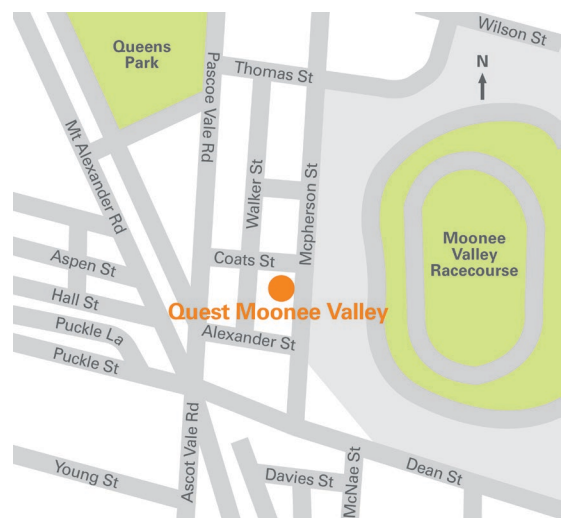 Wilson St
Queens
Park
N
Thomas St
Pascoe Vale Rd
Mt Alexander Rd
Walker St
Mcpherson St
Moonee
Valley
Racecourse
Coats St
Aspen St
Hall St
Quest Moonee Valley
Puckle La
Alexander St
Puckle St
Ascot Vale Rd
Young St
Davies St
McNae St
Dean St